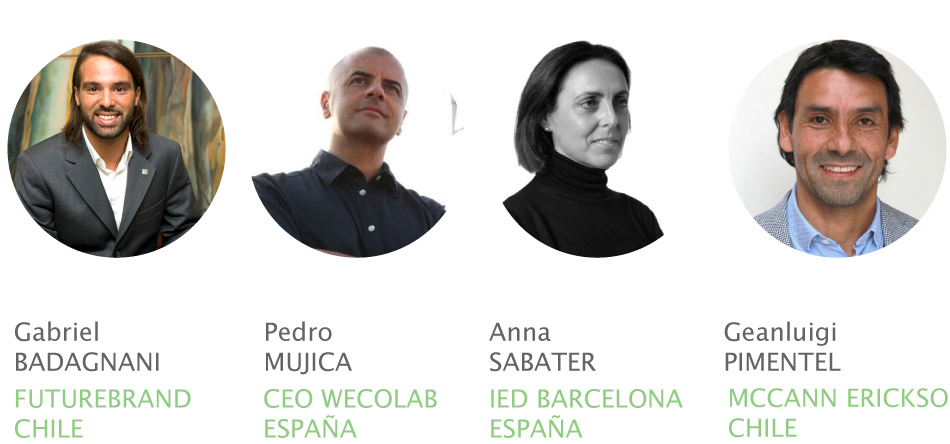 Gabriel
BADAGNANI
FUTUREBRAND
CHILE
Pedro
MUJICA
CEO WECOLAB
ESPAÑA
Anna
SABATER
IED BARCELONA
ESPAÑA
Geanluigi
PIMENTEL
MCCANN ERICKSO
CHILE